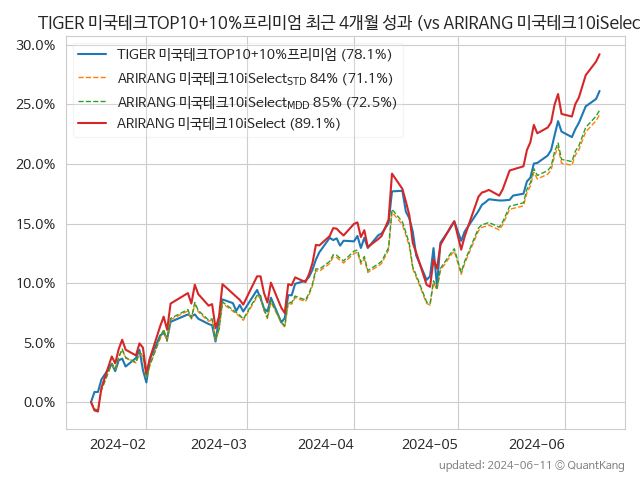 TIGER 미국테크TOP10+10%프리미엄 최근 4개월 성과 (vs ARIRANG 미국테크10iSelec
30.0%
25.0%
20.0%
15.0%
10.0%
5.0%
0.0%
TIGER 미국테크TOP10+10%프리미엄 (78.1%)
ARIRANG 미국테크10iSelectSTD 84% (71.1%)
ARIRANG 미국테크10iSelectMDD 85% (72.5%)
ARIRANG 미국테크10iSelect (89.1%)
2024-02 2024-03 2024-04 2024-05 2024-06
updated: 2024-06-11 © QuantKang